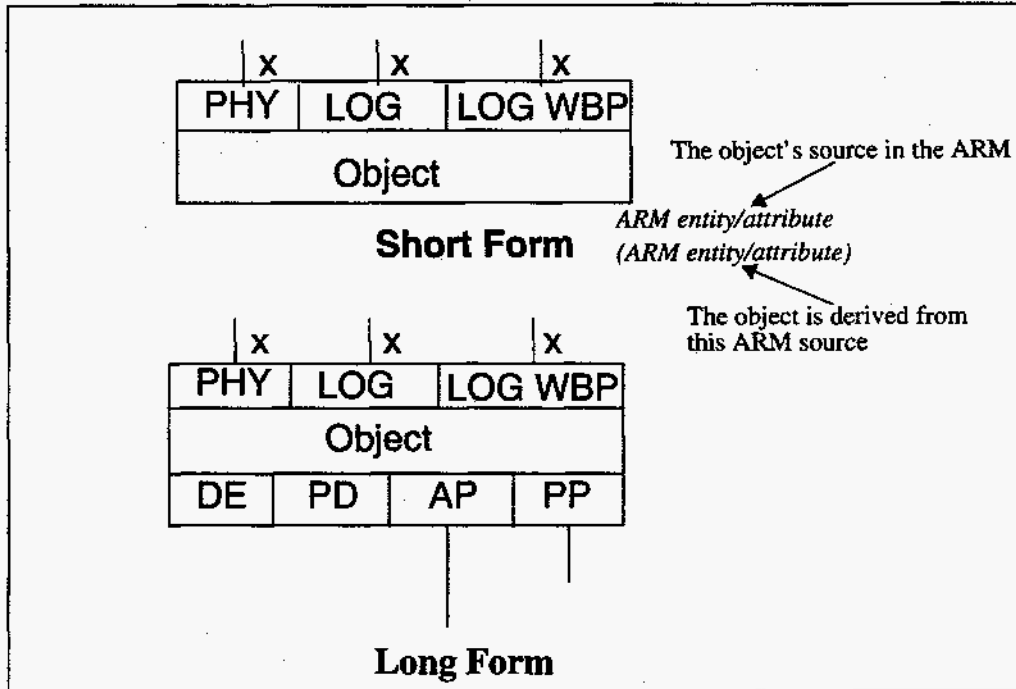 X X X
PHY LOG LOG WBP
Object
The object's source in the ARM
ARM entity/attribute
(ARM entity/attribute)
Short Form
The object is derived from
this ARM source
X X X
PHY LOG LOG WBP
Object
DE PD AP PP
Long Form